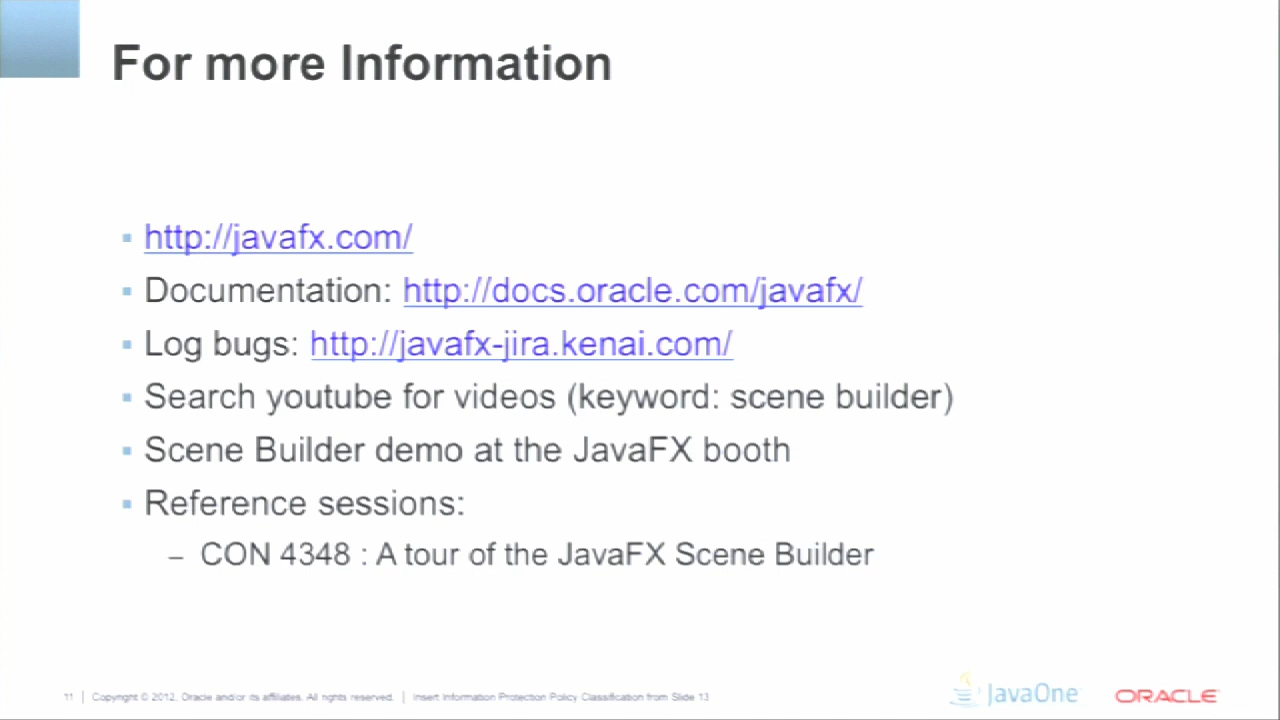 For more Information
▪ http://javafx.com/
▪ Documentation: http://docs.oracle.com/javafx/
▪ Log bugs: http://javafx-jira.kenai.com/
▪ Search youtube for videos (keyword: scene builder)
▪ Scene Builder demo at the JavaFX booth
▪ Reference sessions:
– CON 4348 : A tour of the JavaFX Scene Builder
11 | Copyright © 2012, Oracle and/or its affiliates. All rights reserved. | Insert Information Protection Policy Classification from Slide 13
JavaOne
ORACLE